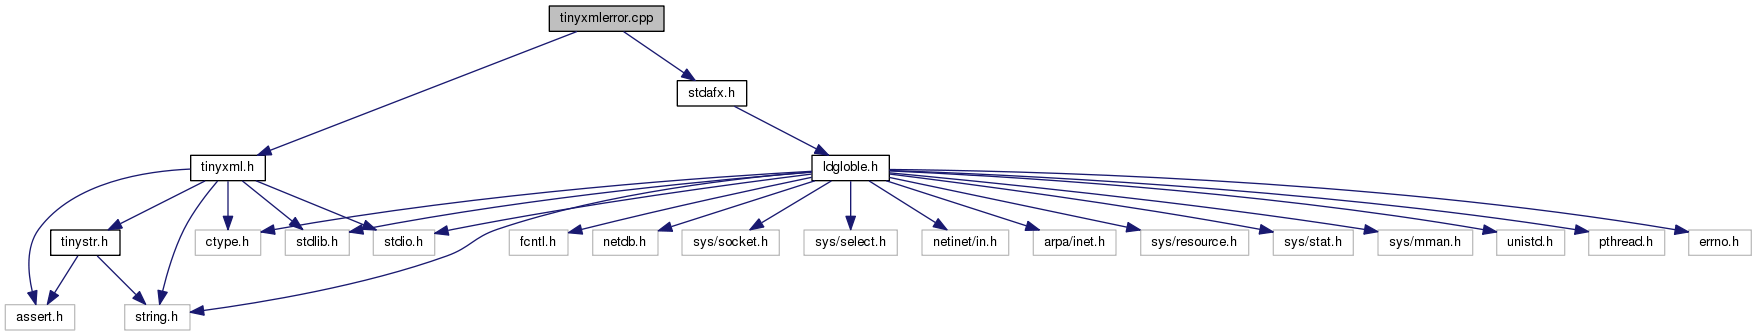 tinyxmlerror.cpp
stdafx.h
tinyxml.h
ldgloble.h
tinystr.h
ctype.h
stdlib.h
stdio.h
fcntl.h
netdb.h
sys/socket.h
sys/select.h
netinet/in.h
arpa/inet.h
sys/resource.h
sys/stat.h
sys/mman.h
unistd.h
pthread.h
errno.h
assert.h
string.h